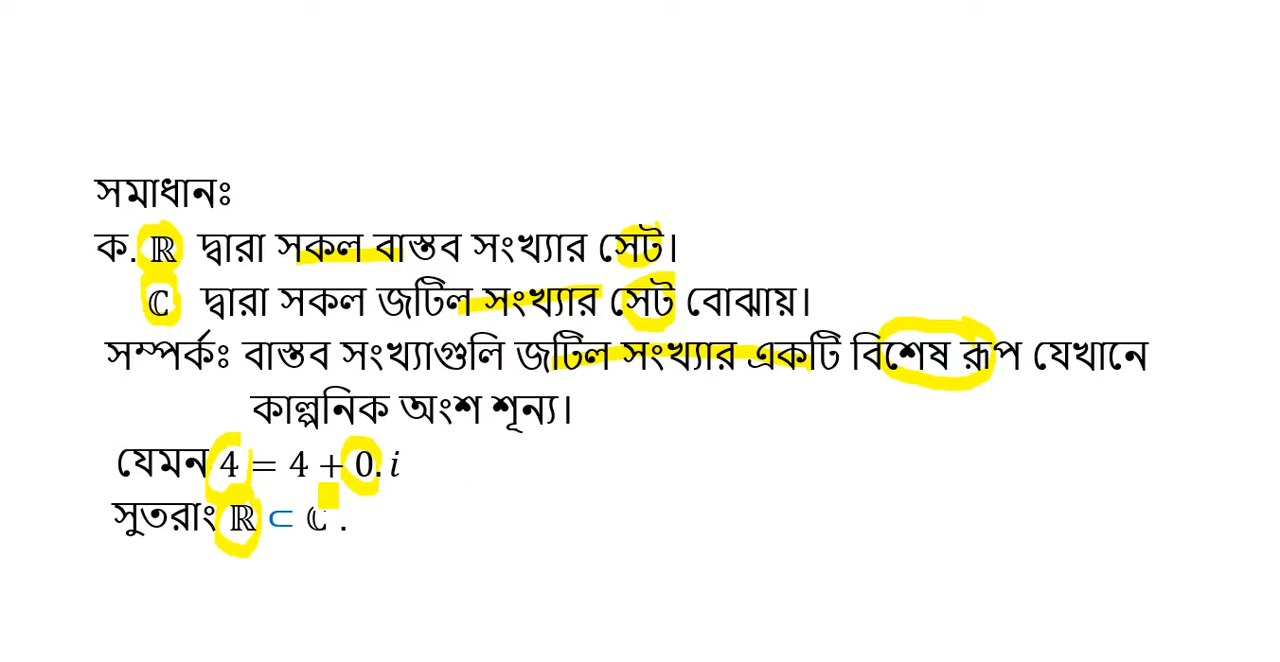 সমাধানঃ
ক. ℝ দ্বারা সকল বাস্তব সংখ্যার সেট।
ℂ দ্বারা সকল জটিল সংখ্যার সেট বোঝায়।
সম্পর্কঃ বাস্তব সংখ্যাগুলি জটিল সংখ্যার একটি বিশেষ রূপ যেখানে
কাল্পনিক অংশ শূন্য।
যেমন 4 = 4 + 0. i
সুতরাং ℝ ⊂ ℂ .